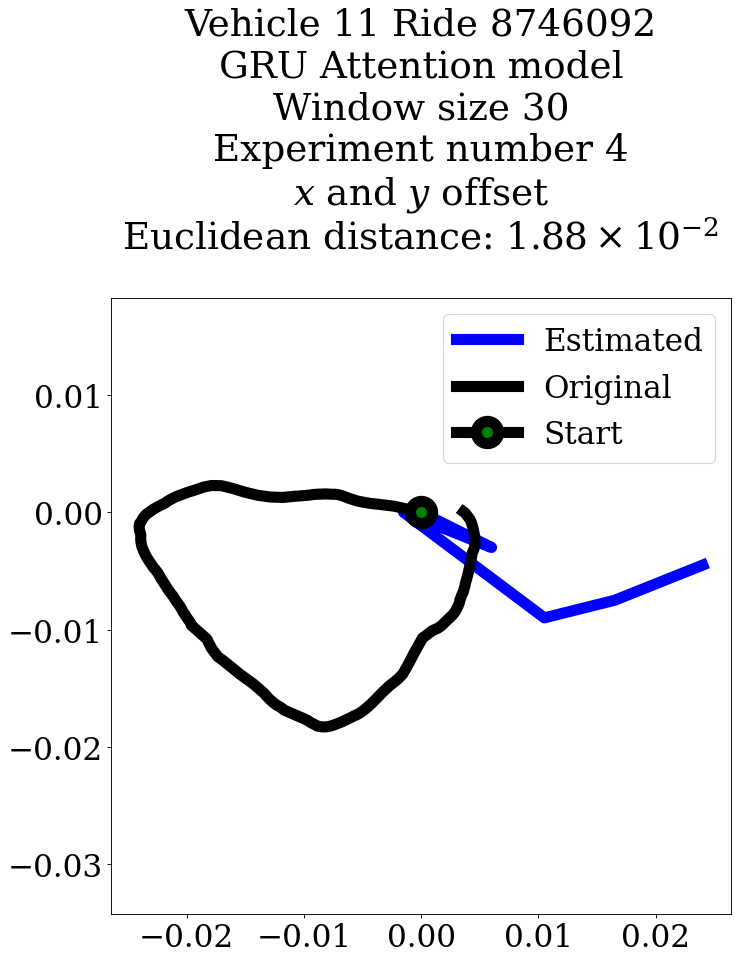 Vehicle 11 Ride 8746092
GRU Attention model
Window size 30
Experiment number 4
x and y offset
Euclidean distance: 1.88 × 10⁻²
Estimated
Original
Start
0.01
0.00
−0.01
−0.02
−0.03
−0.02 −0.01 0.00 0.01 0.02